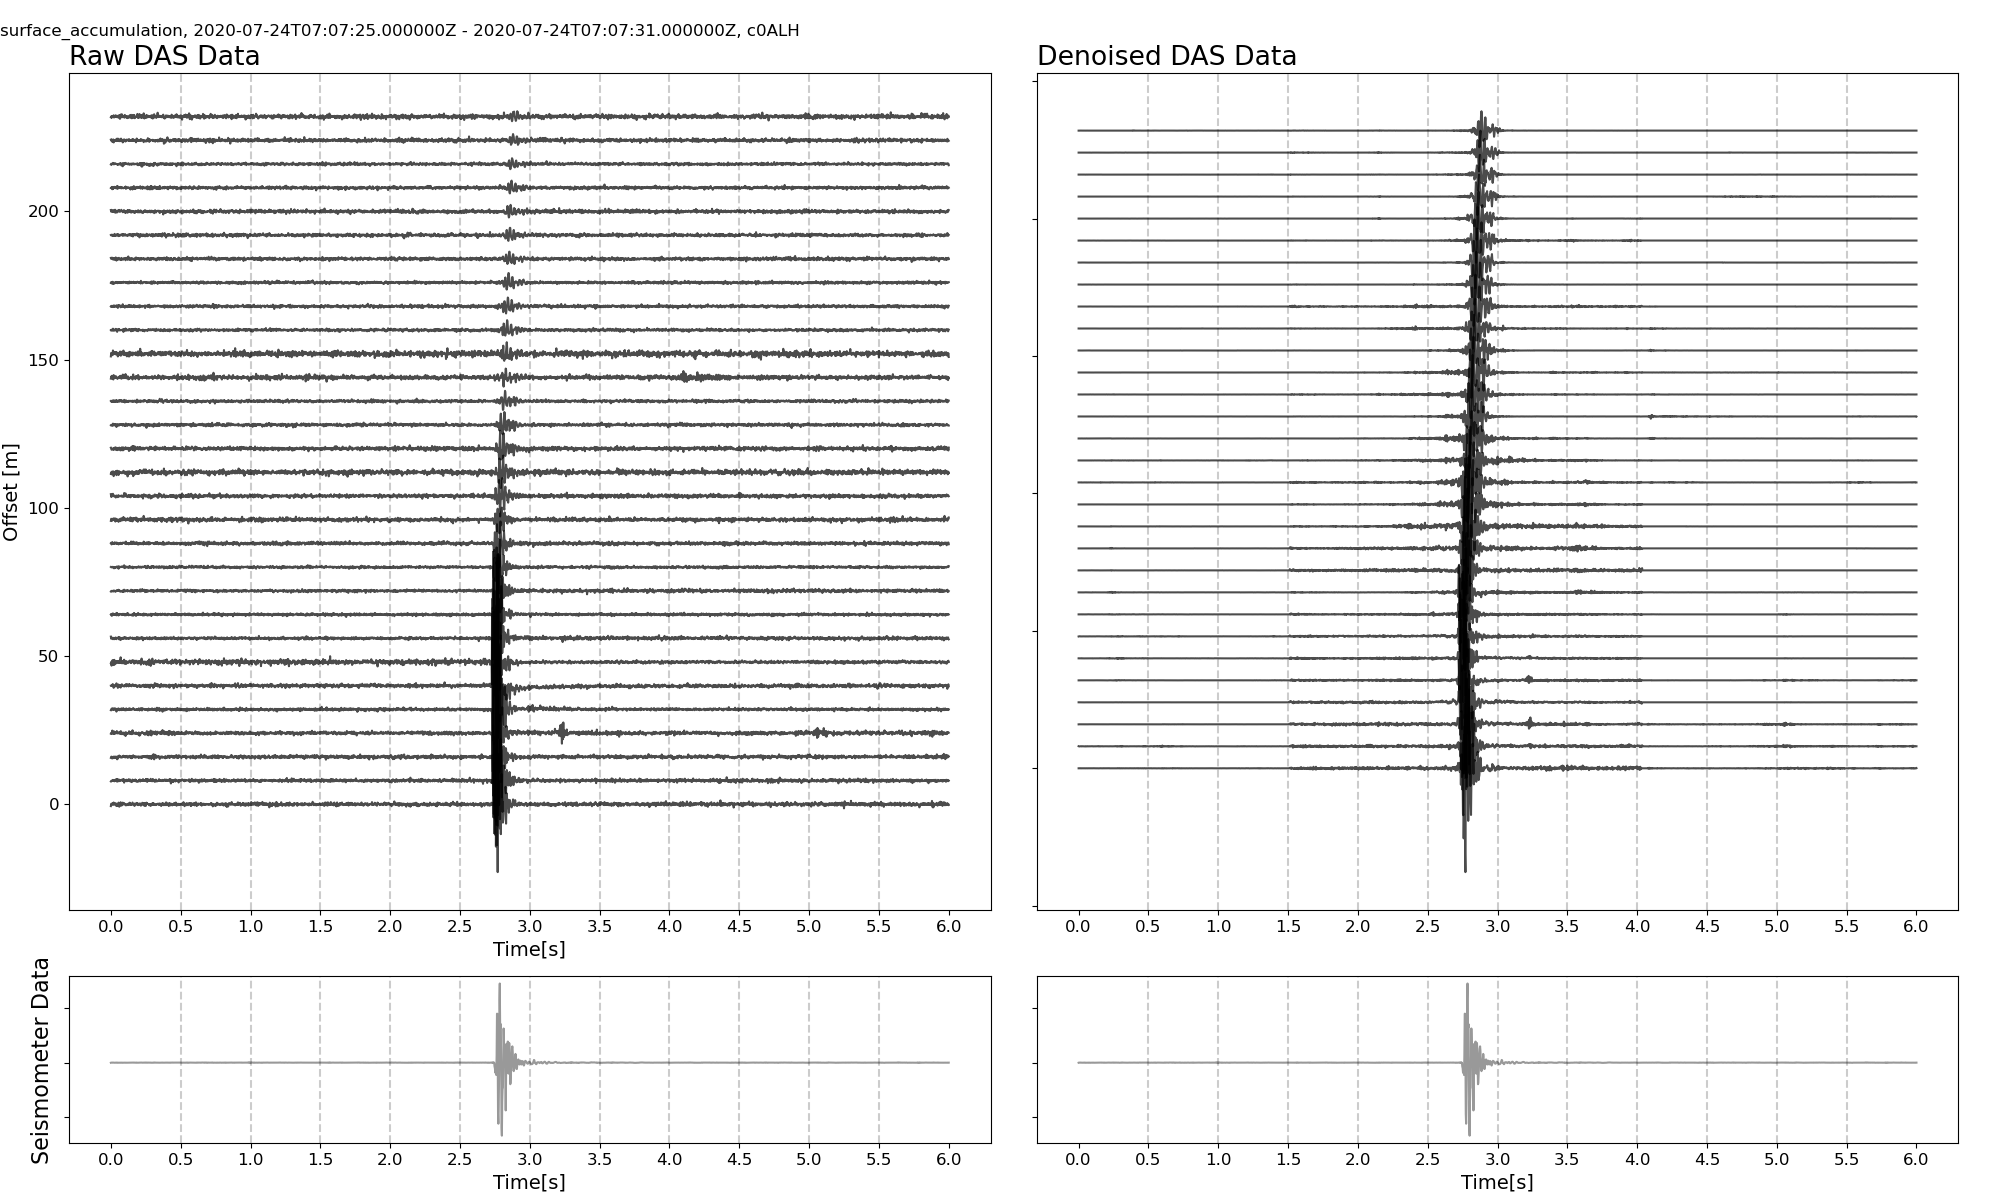 surface_accumulation, 2020-07-24T07:07:25.000000Z - 2020-07-24T07:07:31.000000Z, c0ALH
Raw DAS Data
Denoised DAS Data
Offset [m]
200
150
100
50
0
0.0 0.5 1.0 1.5 2.0 2.5 3.0 3.5 4.0 4.5 5.0 5.5 6.0
Time[s]
0.0 0.5 1.0 1.5 2.0 2.5 3.0 3.5 4.0 4.5 5.0 5.5 6.0
Seismometer Data
0.0 0.5 1.0 1.5 2.0 2.5 3.0 3.5 4.0 4.5 5.0 5.5 6.0
Time[s]
0.0 0.5 1.0 1.5 2.0 2.5 3.0 3.5 4.0 4.5 5.0 5.5 6.0
Time[s]